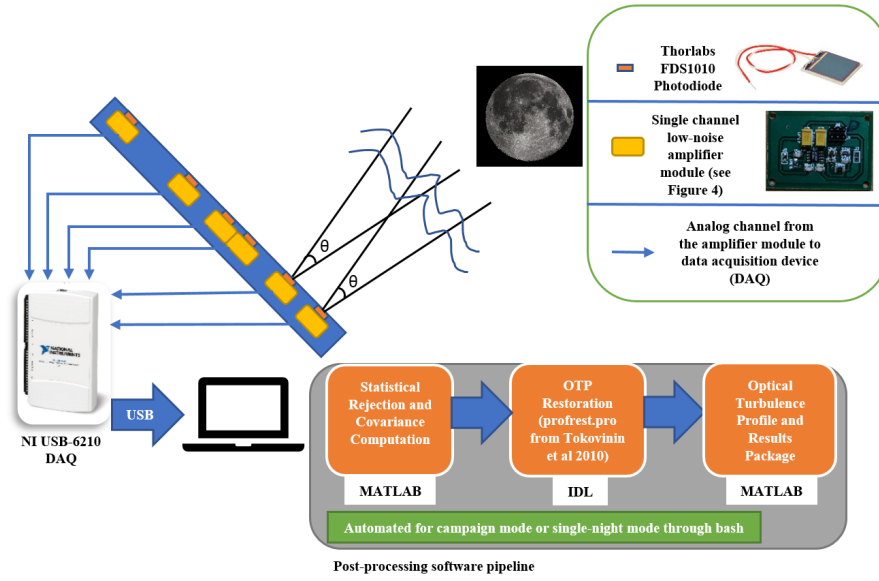 Thorlabs
FDS1010
Photodiode
Single channel
low-noise
amplifier
module (see
Figure 4)
Analog channel from
the amplifier module to
data acquisition device
(DAQ)
θ
θ
NATIONAL
INSTRUMENTS
NI USB-6210
DAQ
USB
Statistical
Rejection and
Covariance
Computation
MATLAB
OTP
Restoration
(profrest.pro
from Tokovinin
et al 2010)
IDL
Optical
Turbulence
Profile and
Results
Package
MATLAB
Automated for campaign mode or single-night mode through bash
Post-processing software pipeline